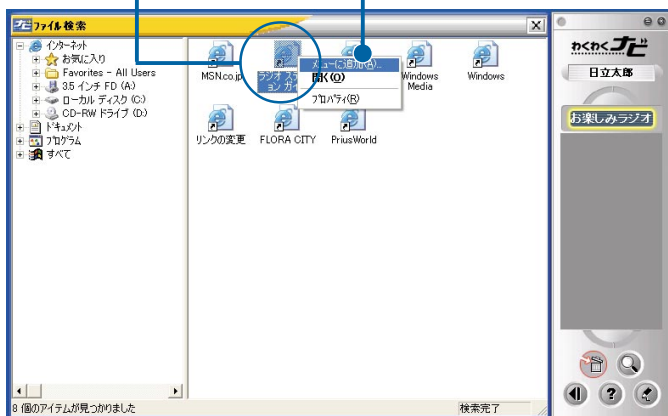 ナビ ファイル検索
インターネット
お気に入り
Favorites - All Users
3.5 インチ FD (A)
ローカル ディスク (C:)
CD-RW ドライブ (D:)
ドキュメント
プログラム
すべて
MSN.co.jp
ラジオ ステ
ョン ガイ
メニューに追加(A)...
開く(O)
プロパティ(R)
Windows
Media
Windows
リンクの変更
FLORA CITY
PriusWorld
8 個のアイテムが見つかりました
検索完了
わくわくナビ
日立太郎
お楽しみラジオ